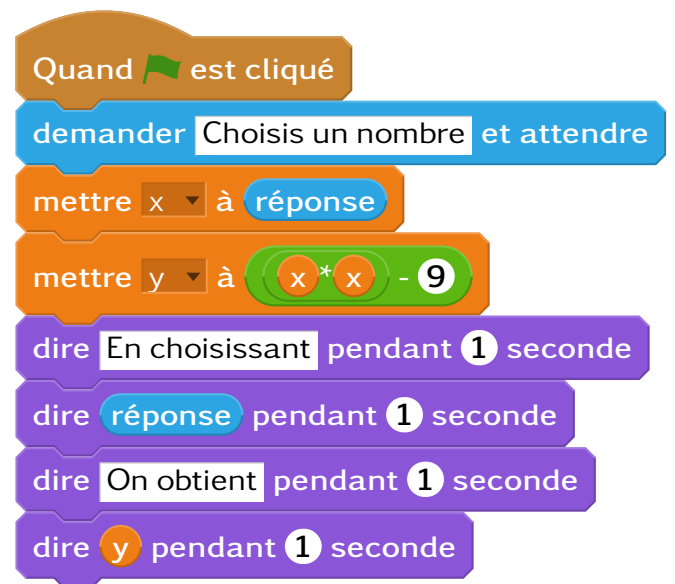 Quand est cliqué
demander Choisis un nombre et attendre
mettre x à réponse
mettre y à x * x - 9
dire En choisissant pendant 1 seconde
dire réponse pendant 1 seconde
dire On obtient pendant 1 seconde
dire y pendant 1 seconde